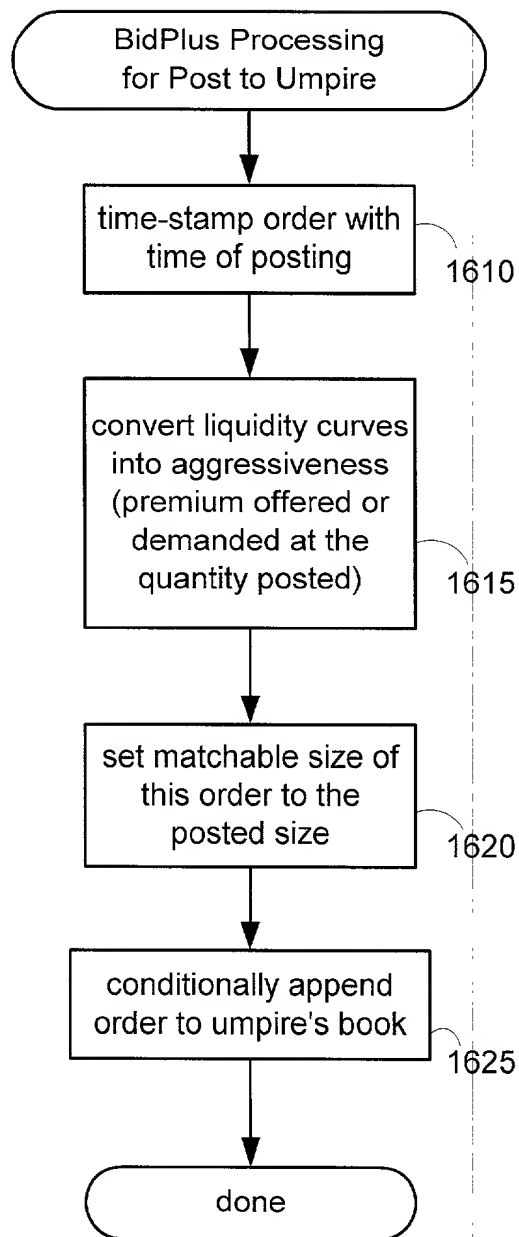 BidPlus Processing
for Post to Umpire
time-stamp order with
time of posting
1610
convert liquidity curves
into aggressiveness
(premium offered or
demanded at the
quantity posted)
1615
set matchable size of
this order to the
posted size
1620
conditionally append
order to umpire's book
1625
done